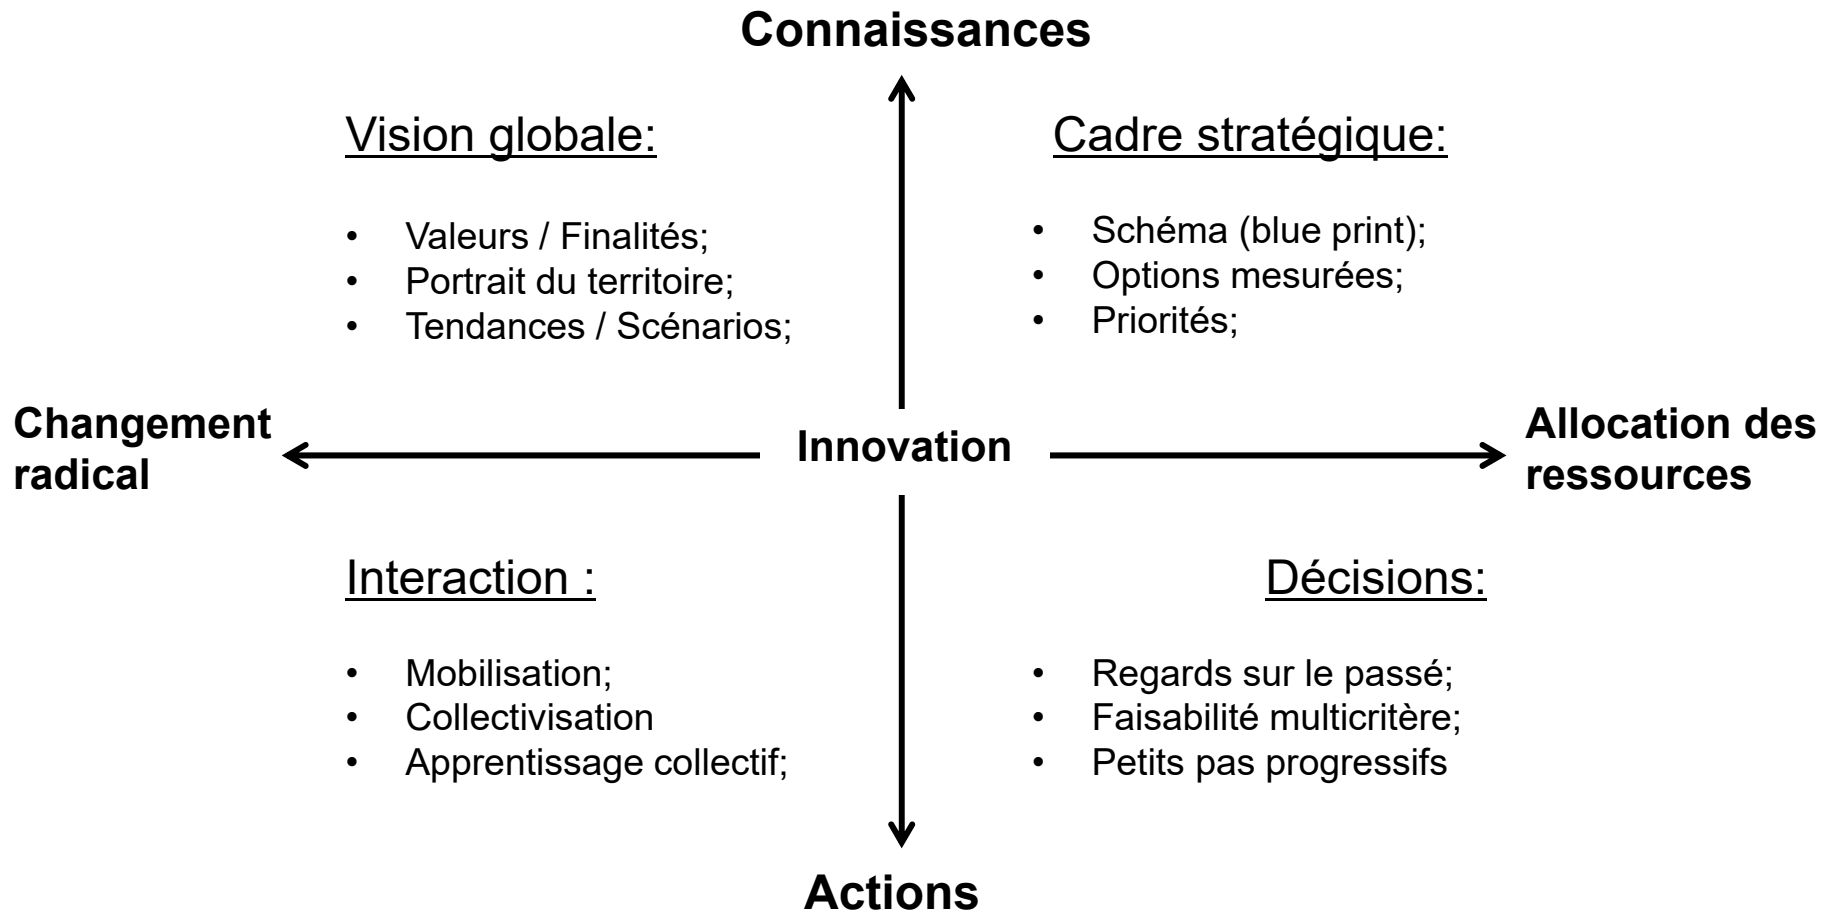 Connaissances
Vision globale:
• Valeurs / Finalités;
• Portrait du territoire;
• Tendances / Scénarios;
Cadre stratégique:
• Schéma (blue print);
• Options mesurées;
• Priorités;
Changement
radical
Innovation
Allocation des
ressources
Interaction :
• Mobilisation;
• Collectivisation
• Apprentissage collectif;
Décisions:
• Regards sur le passé;
• Faisabilité multicritère;
• Petits pas progressifs
Actions